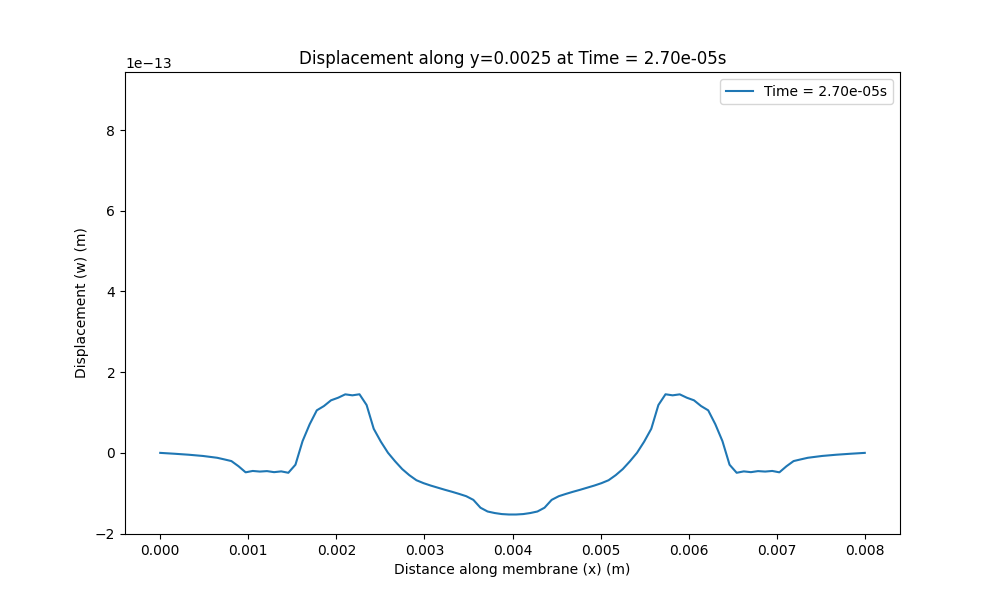 Displacement along y=0.0025 at Time = 2.70e-05s
1e−13
Time = 2.70e-05s
8
6
4
2
0
−2
Displacement (w) (m)
0.000 0.001 0.002 0.003 0.004 0.005 0.006 0.007 0.008
Distance along membrane (x) (m)